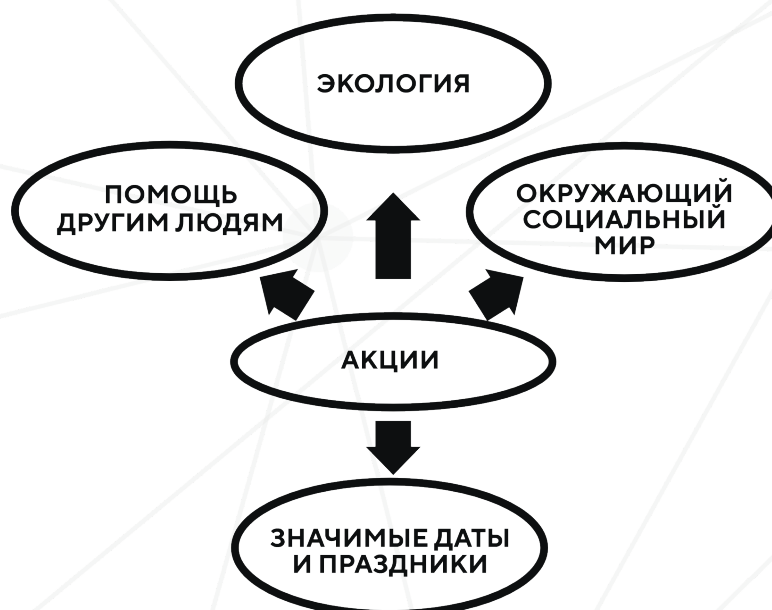 ЭКОЛОГИЯ
ПОМОЩЬ
ДРУГИМ ЛЮДЯМ
ОКРУЖАЮЩИЙ
СОЦИАЛЬНЫЙ
МИР
АКЦИИ
ЗНАЧИМЫЕ ДАТЫ
И ПРАЗДНИКИ